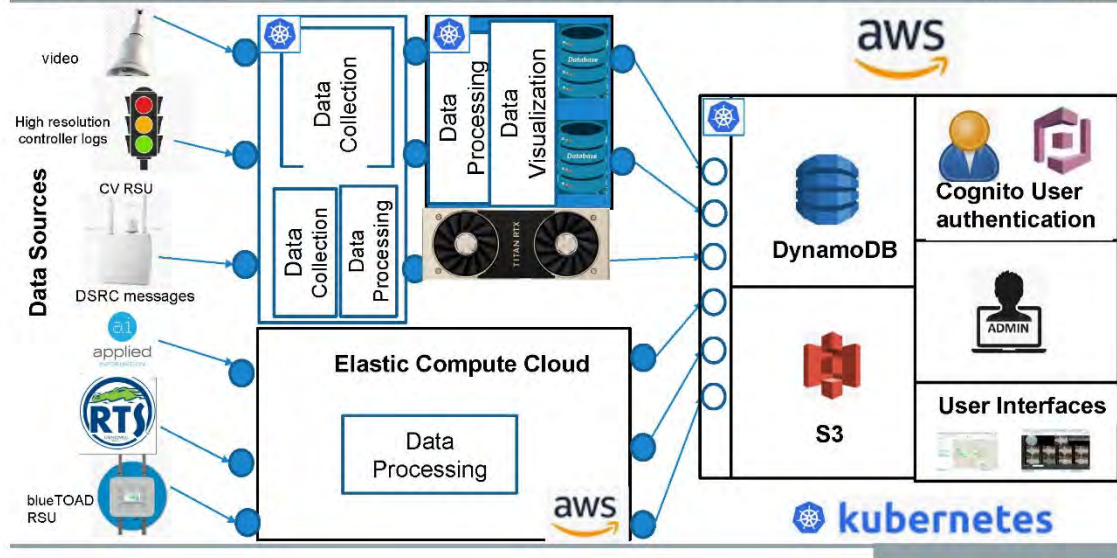 Data Sources
video
High resolution
controller logs
CV RSU
DSRC messages
ai
applied
INFORMATION
RTS
blueTOAD
RSU
Data
Collection
Data
Collection
Data
Processing
Data
Processing
Data
Visualization
Database
Database
TITAN RTX
Elastic Compute Cloud
Data
Processing
aws
aws
DynamoDB
S3
Cognito User
authentication
ADMIN
User Interfaces
kubernetes